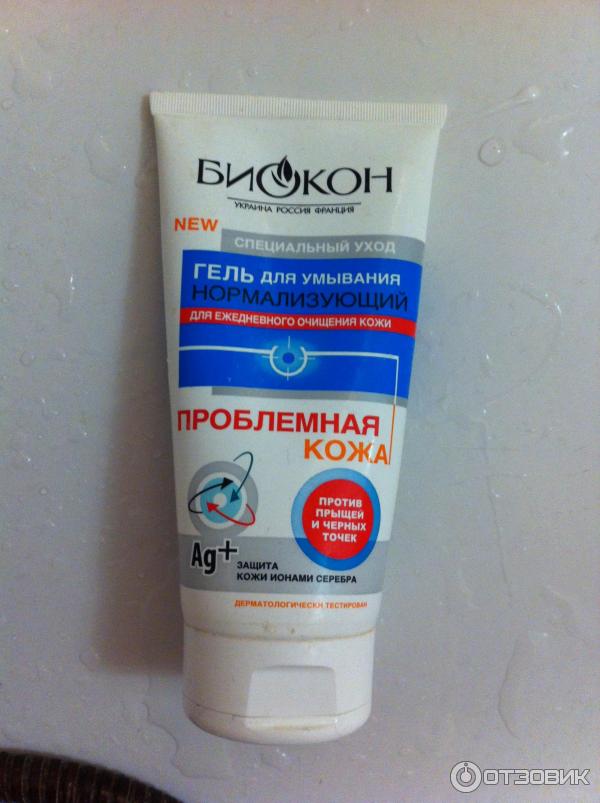 БИОКОН
УКРАИНА РОССИЯ ФРАНЦИЯ
NEW
СПЕЦИАЛЬНЫЙ УХОД
ГЕЛЬ ДЛЯ УМЫВАНИЯ
НОРМАЛИЗУЮЩИЙ
ДЛЯ ЕЖЕДНЕВНОГО ОЧИЩЕНИЯ КОЖИ
ПРОБЛЕМНАЯ
КОЖА
ПРОТИВ
ПРЫЩЕЙ
И ЧЕРНЫХ
ТОЧЕК
Ag+
ЗАЩИТА
КОЖИ ИОНАМИ СЕРЕБРА
ДЕРМАТОЛОГИЧЕСКИ ТЕСТИРОВАН
ОТЗОВИК